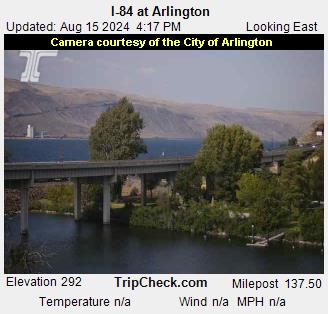 I-84 at Arlington
Updated: Aug 15 2024 4:17 PM Looking East
Camera courtesy of the City of Arlington
Elevation 292 TripCheck.com Milepost 137.50
Temperature n/a Wind n/a MPH n/a